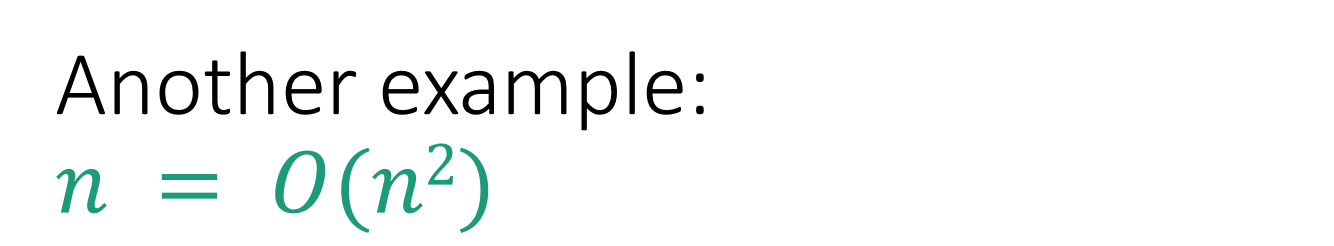 Another example:
n = O(n²)